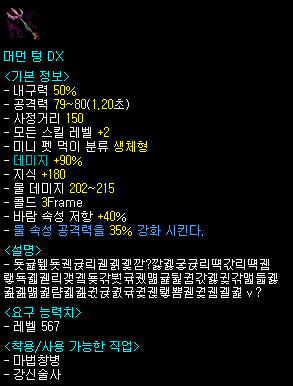 머먼 텅 DX
<기본 정보>
- 내구력 50%
- 공격력 79~80(1.20초)
- 사정거리 150
- 모든 스킬 레벨 +2
- 미니 펫 먹이 분류 생체형
- 데미지 +90%
- 지식 +180
- 물 데미지 202~215
- 콜드 3Frame
- 바람 속성 저항 +40%
- 물 속성 공격력을 35% 강화 시킨다.
<설명>
v ?
<요구 능력치>
- 레벨 567
<착용/사용 가능한 직업>
- 마법창병
- 강신술사